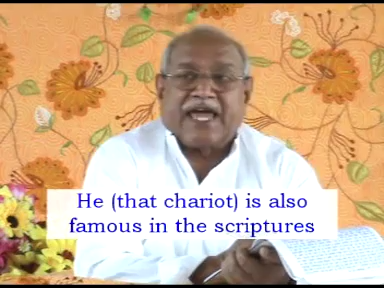 He (that chariot) is also
famous in the scriptures